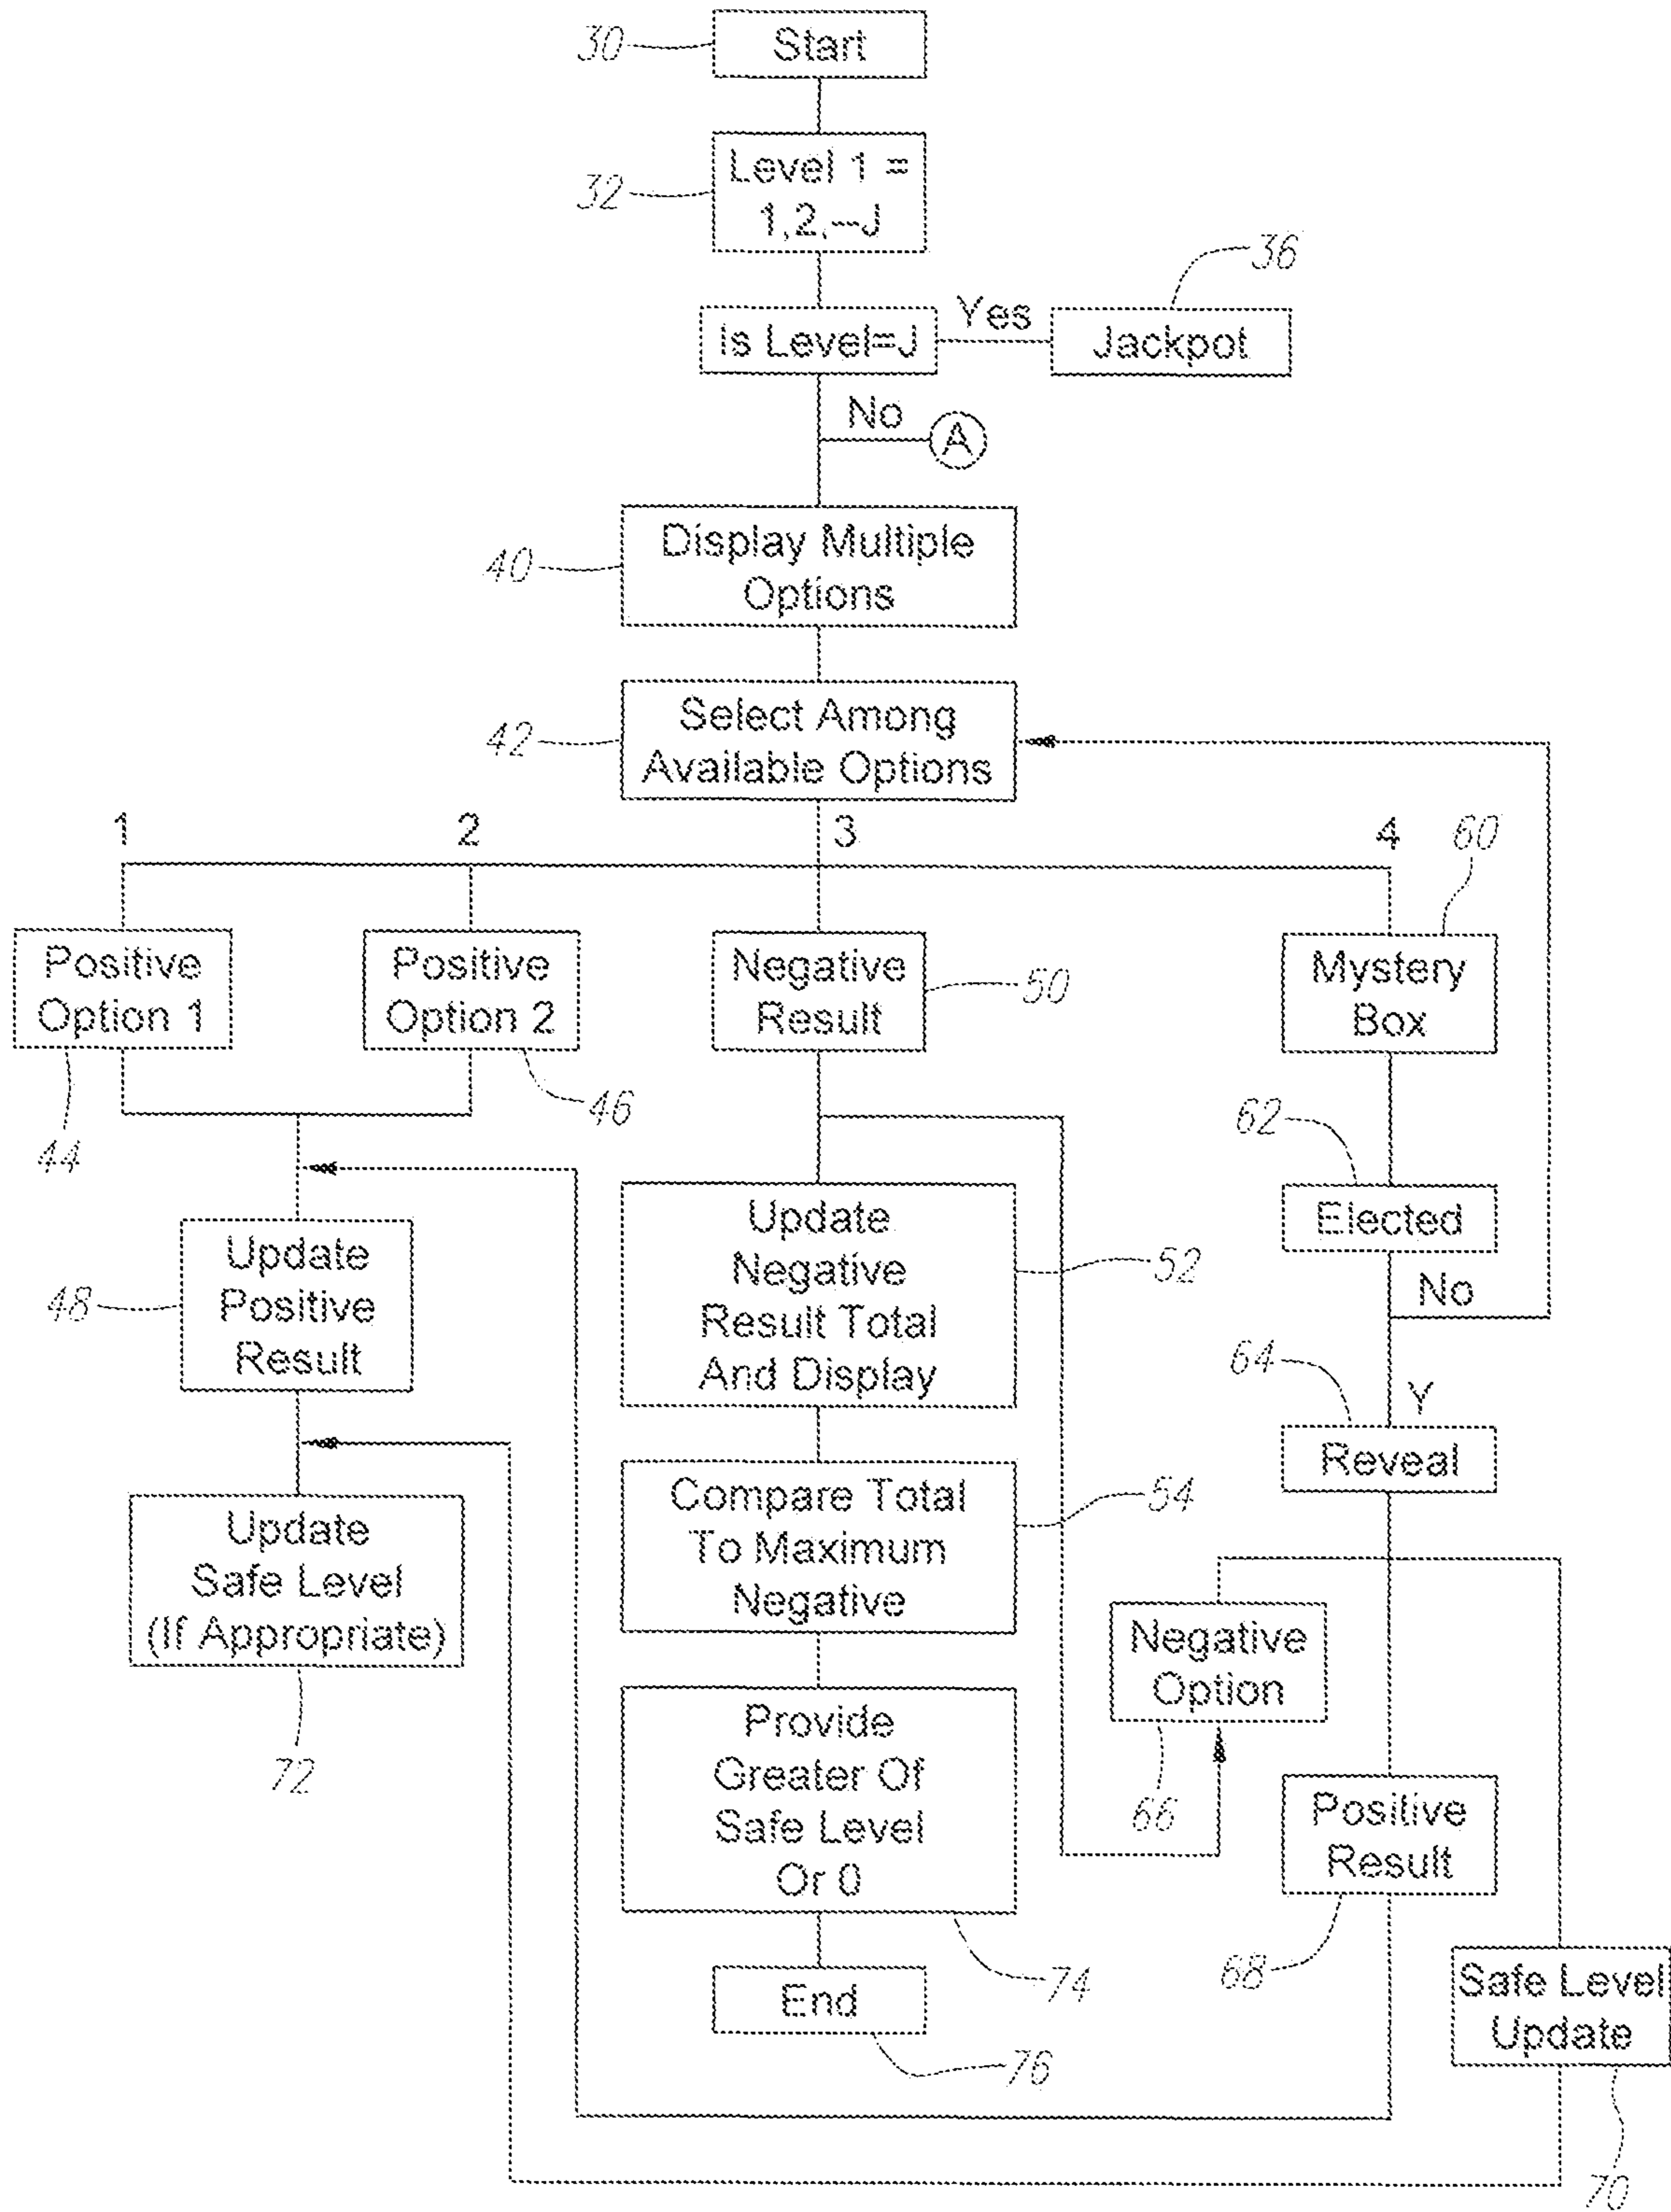 30
Start
32
Level 1 =
1,2,---J
36
Is Level=J
Yes
Jackpot
No
A
40
Display Multiple
Options
42
Select Among
Available Options
1
2
3
4
60
Positive
Option 1
Positive
Option 2
Negative
Result
50
Mystery
Box
44
46
62
Elected
No
48
Update
Positive
Result
Update
Negative
Result Total
And Display
52
64
Y
Reveal
Update
Safe Level
(If Appropriate)
72
Compare Total
To Maximum
Negative
54
Negative
Option
66
Provide
Greater Of
Safe Level
Or 0
74
Positive
Result
68
End
76
Safe Level
Update
70